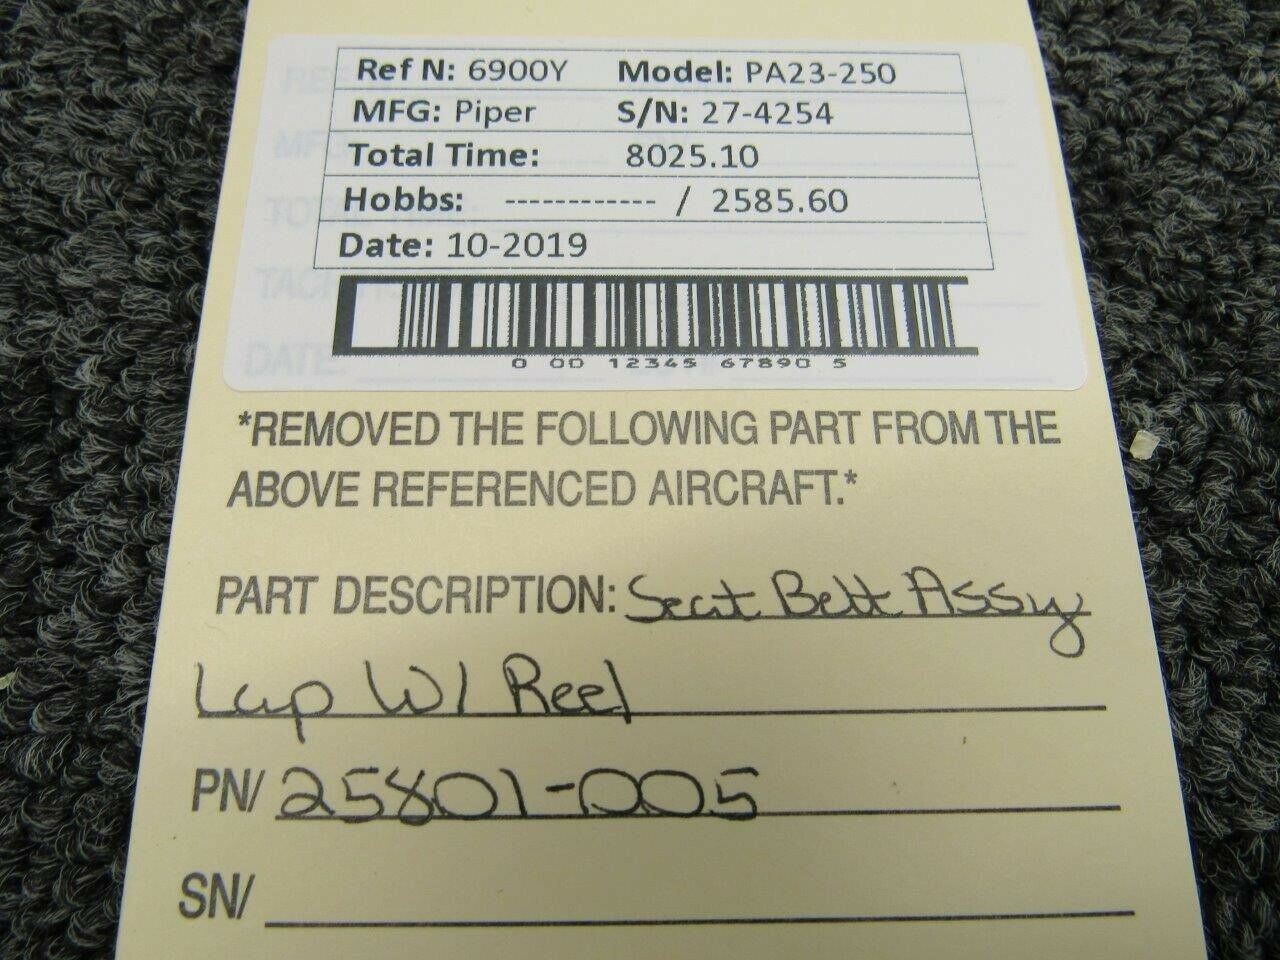 Ref N: 6900Y Model: PA23-250
MFG: Piper S/N: 27-4254
Total Time: 8025.10
Hobbs: ------------ / 2585.60
Date: 10-2019
0 00 12345 67890 5
*REMOVED THE FOLLOWING PART FROM THE
ABOVE REFERENCED AIRCRAFT.*
PART DESCRIPTION: Seat Belt Assy
Lap W/ Reel
PN/ 25801-005
SN/